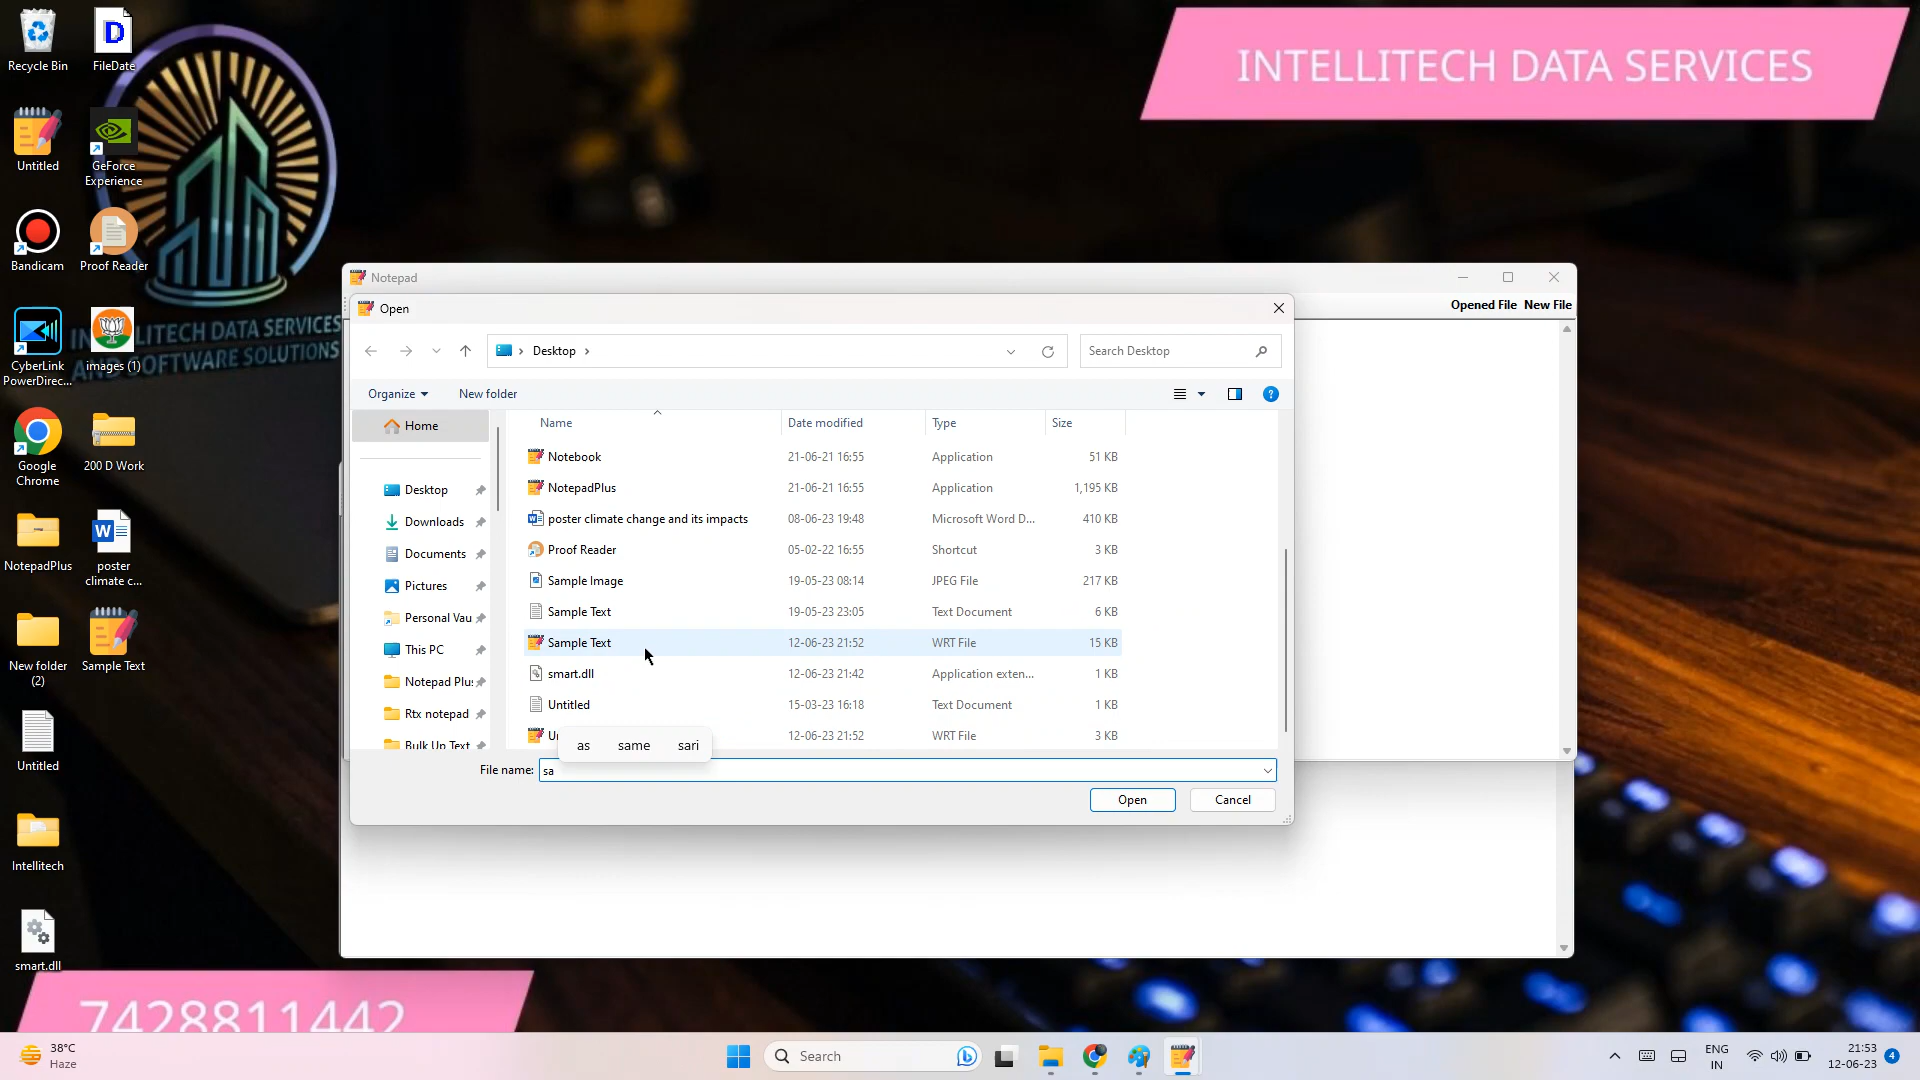 Recycle Bin
FileDate
Untitled
GeForce
Experience
Bandicam
Proof Reader
CyberLink
PowerDirec...
images (1)
Google
Chrome
200 D Work
NotepadPlus
poster
climate c...
New folder
(2)
Sample Text
Untitled
Intellitech
smart.dll
INTELLITECH DATA SERVICES
AND SOFTWARE SOLUTIONS
INTELLITECH DATA SERVICES
Notepad
Opened File New File
Open
Desktop
Search Desktop
Organize
New folder
Home
Desktop
Downloads
Documents
Pictures
Personal Vau
This PC
Notepad Plu
Rtx notepad
Bulk Up Text
Name Date modified Type Size
Notebook 21-06-21 16:55 Application 51 KB
NotepadPlus 21-06-21 16:55 Application 1,195 KB
poster climate change and its impacts 08-06-23 19:48 Microsoft Word D... 410 KB
Proof Reader 05-02-22 16:55 Shortcut 3 KB
Sample Image 19-05-23 08:14 JPEG File 217 KB
Sample Text 19-05-23 23:05 Text Document 6 KB
Sample Text 12-06-23 21:52 WRT File 15 KB
smart.dll 12-06-23 21:42 Application exten... 1 KB
Untitled 15-03-23 16:18 Text Document 1 KB
12-06-23 21:52 WRT File 3 KB
as same sari
File name: sa
Open Cancel
7428811442
38°C
Haze
Search
ENG
IN
21:53
12-06-23
4